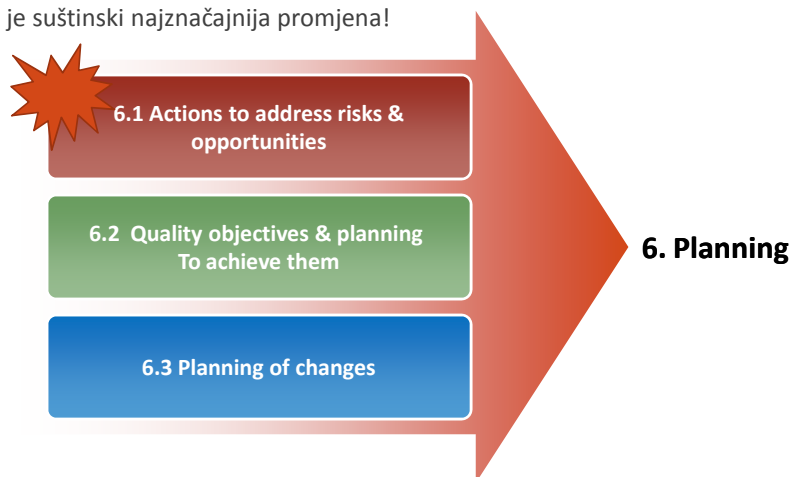 je suštinski najznačajnija promjena!
6.1 Actions to address risks &
opportunities
6.2 Quality objectives & planning
To achieve them
6.3 Planning of changes
6. Planning